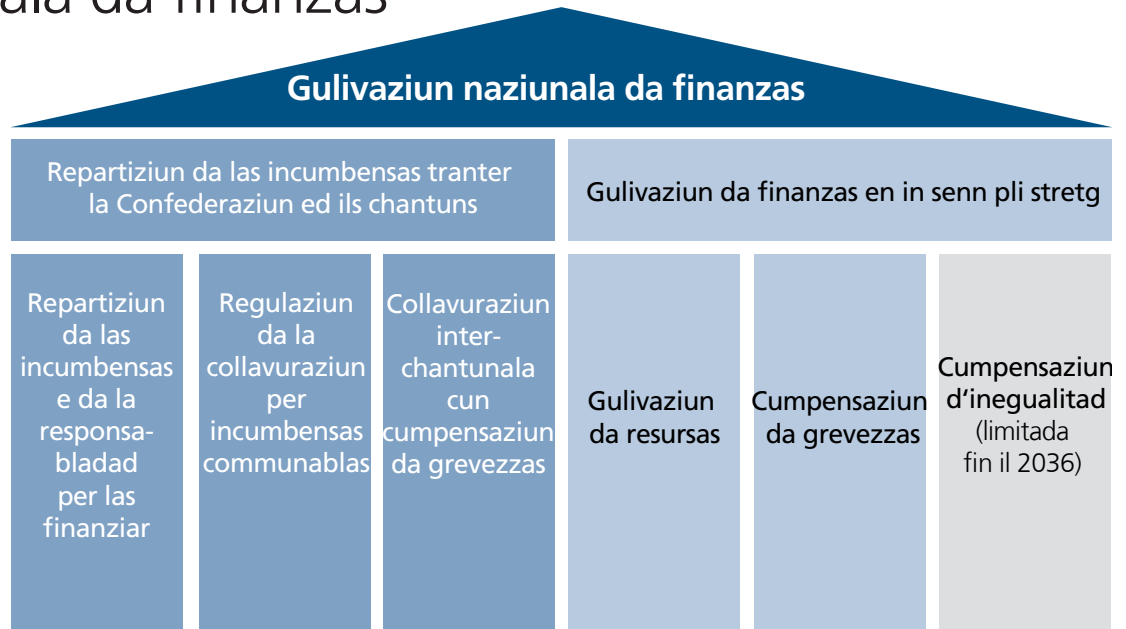 ala da finanzas
Gulivaziun naziunala da finanzas
Repartiziun da las incumbensas tranter
la Confederaziun ed ils chantuns
Gulivaziun da finanzas en in senn pli stretg
Repartiziun
da las
incumbensas
e da la
responsa-
bladad
per las
finanziar
Regulaziun
da la
collavuraziun
per
incumbensas
communablas
Collavuraziun
inter-
chantunala
cun
cumpensaziun
da grevezzas
Gulivaziun
da resursas
Cumpensaziun
da grevezzas
Cumpensaziun
d'inegualitad
(limitada
fin il 2036)